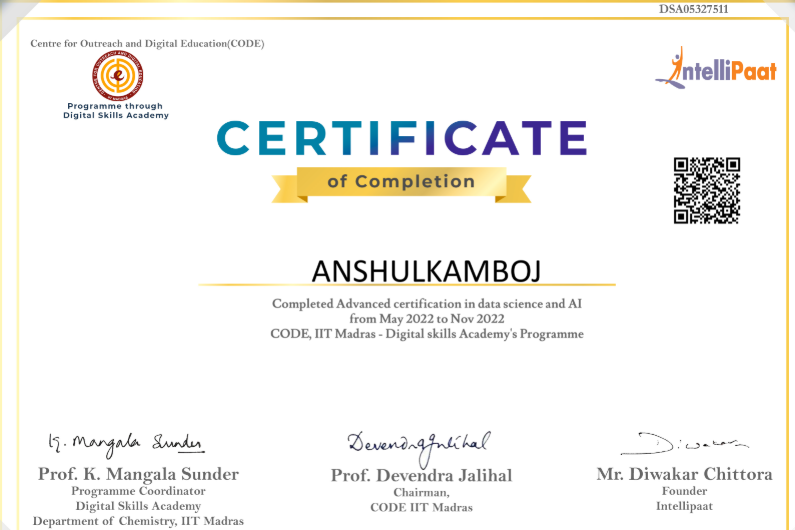 DSA05327511
Centre for Outreach and Digital Education(CODE)
Programme through
Digital Skills Academy
IntelliPaat
CERTIFICATE
of Completion
ANSHULKAMBOJ
Completed Advanced certification in data science and AI
from May 2022 to Nov 2022
CODE, IIT Madras - Digital skills Academy's Programme
K. Mangala Sunder
Devendra Jalihal
Diwakar
Prof. K. Mangala Sunder
Programme Coordinator
Digital Skills Academy
Department of Chemistry, IIT Madras
Prof. Devendra Jalihal
Chairman,
CODE IIT Madras
Mr. Diwakar Chittora
Founder
Intellipaat